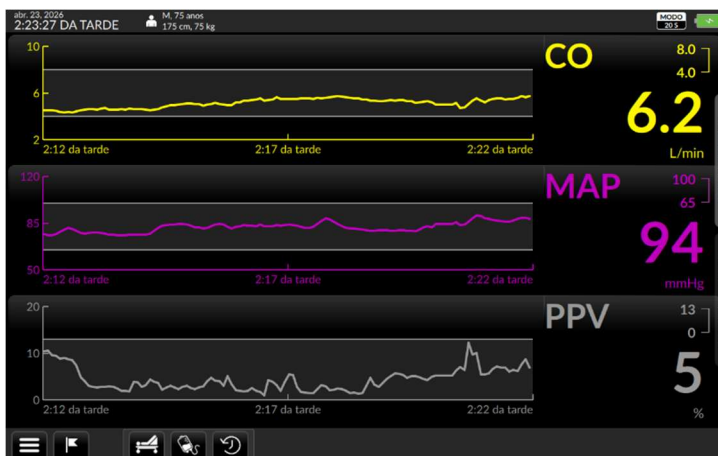 abr. 23, 2026
2:23:27 DA TARDE
M, 75 anos
175 cm, 75 kg
MODO
20 S
10
6
2
2:12 da tarde 2:17 da tarde 2:22 da tarde
CO
8.0
4.0
6.2
L/min
120
85
50
2:12 da tarde 2:17 da tarde 2:22 da tarde
MAP
100
65
94
mmHg
20
10
0
2:12 da tarde 2:17 da tarde 2:22 da tarde
PPV
13
0
5
%